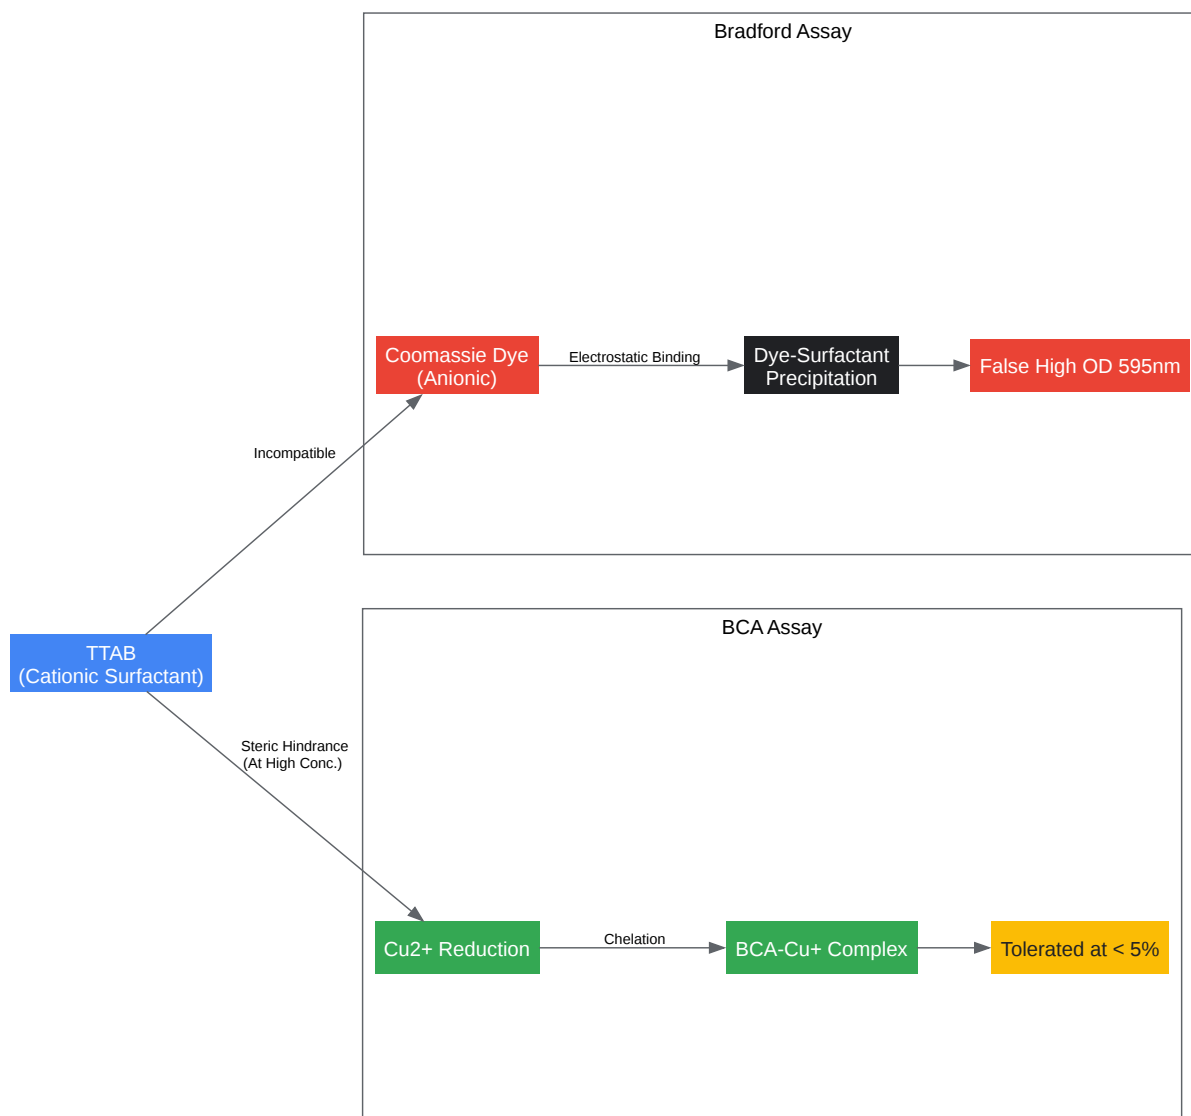 Bradford Assay
Coomassie Dye
(Anionic)
Electrostatic Binding
Dye-Surfactant
Precipitation
False High OD 595nm
Incompatible
TTAB
(Cationic Surfactant)
Steric Hindrance
(At High Conc.)
BCA Assay
Cu2+ Reduction
Chelation
BCA-Cu+ Complex
Tolerated at < 5%